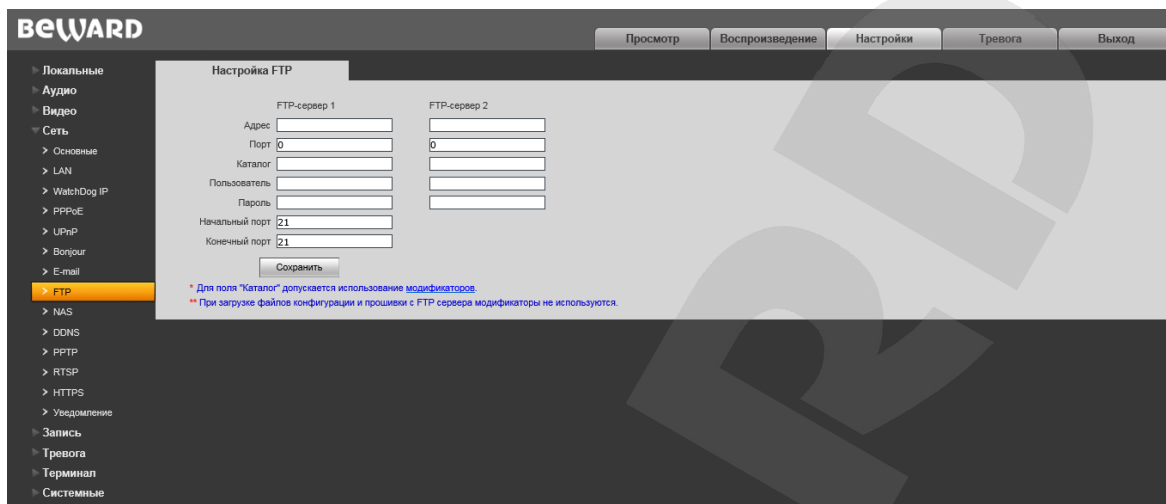 BEWARD
Просмотр Воспроизведение Настройки Тревога Выход
Локальные
Аудио
Видео
Сеть
Основные
LAN
WatchDog IP
PPPoE
UPnP
Bonjour
E-mail
FTP
NAS
DDNS
PPTP
RTSP
HTTPS
Уведомление
Запись
Тревога
Терминал
Системные
Настройка FTP
FTP-сервер 1 FTP-сервер 2
Адрес
Порт 0 0
Каталог
Пользователь
Пароль
Начальный порт 21
Конечный порт 21
Сохранить
* Для поля "Каталог" допускается использование модификаторов.
** При загрузке файлов конфигурации и прошивки с FTP сервера модификаторы не используются.